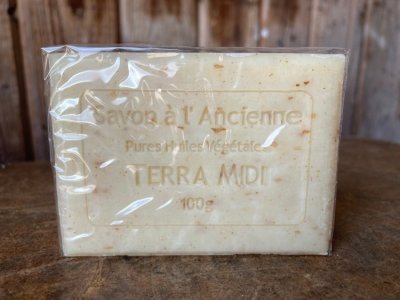 Savon à l'Ancienne
Pures Huiles Végétales
TERRA MIDI
100g